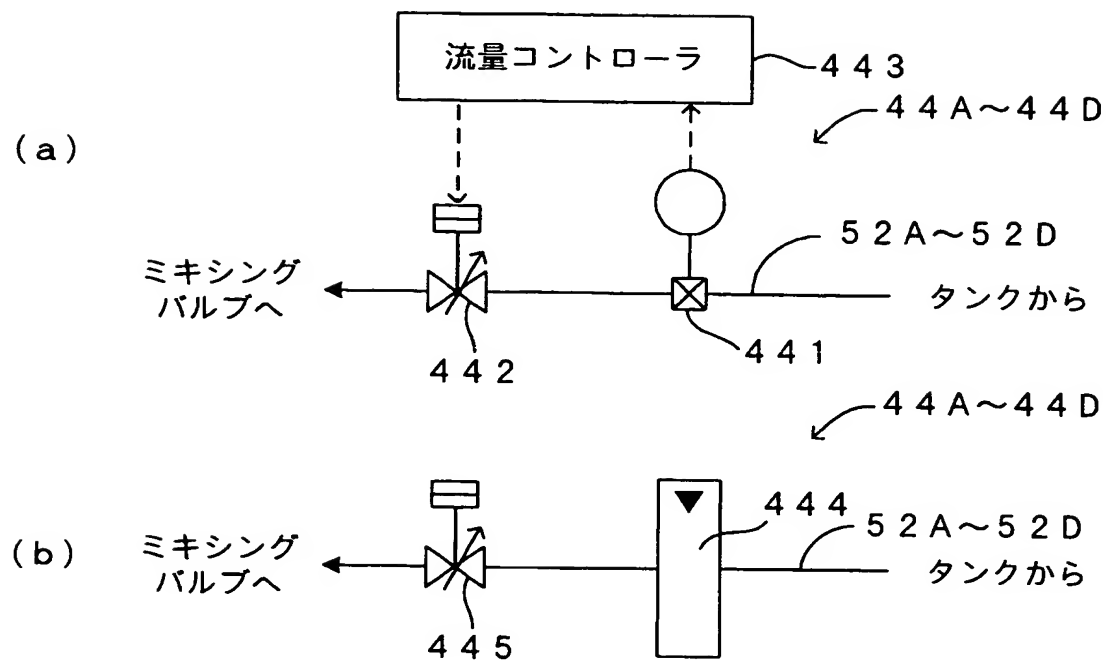 流量コントローラ
443
44A~44D
(a)
52A~52D
ミキシング
バルブへ
タンクから
442
441
44A~44D
444
52A~52D
(b)
ミキシング
バルブへ
タンクから
445